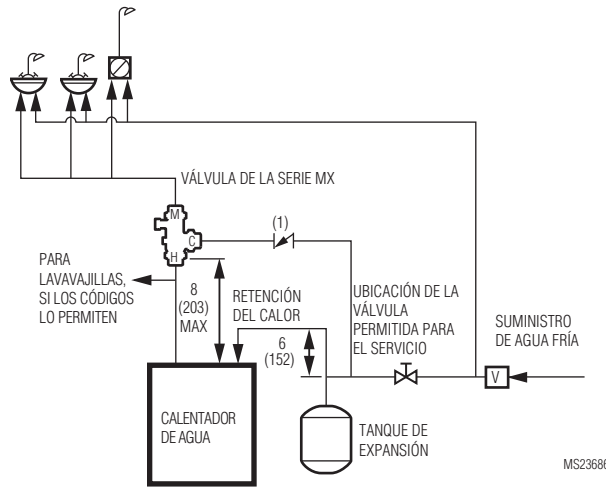 VÁLVULA DE LA SERIE MX
M
C
H
(1)
PARA
LAVAVAJILLAS,
SI LOS CÓDIGOS
LO PERMITEN
8
(203)
MAX
RETENCIÓN
DEL CALOR
6
(152)
UBICACIÓN DE LA
VÁLVULA
PERMITIDA PARA
EL SERVICIO
SUMINISTRO
DE AGUA FRÍA
V
CALENTADOR
DE AGUA
TANQUE DE
EXPANSIÓN
MS23686